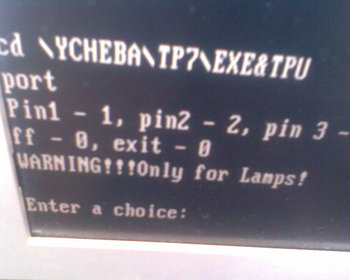 cd \YCHEBA\TP7\EXE&TPU
port
Pin1 - 1, pin2 - 2, pin 3 -
ff - 0, exit - 0
WARNING!!!Only for Lamps!
Enter a choice: